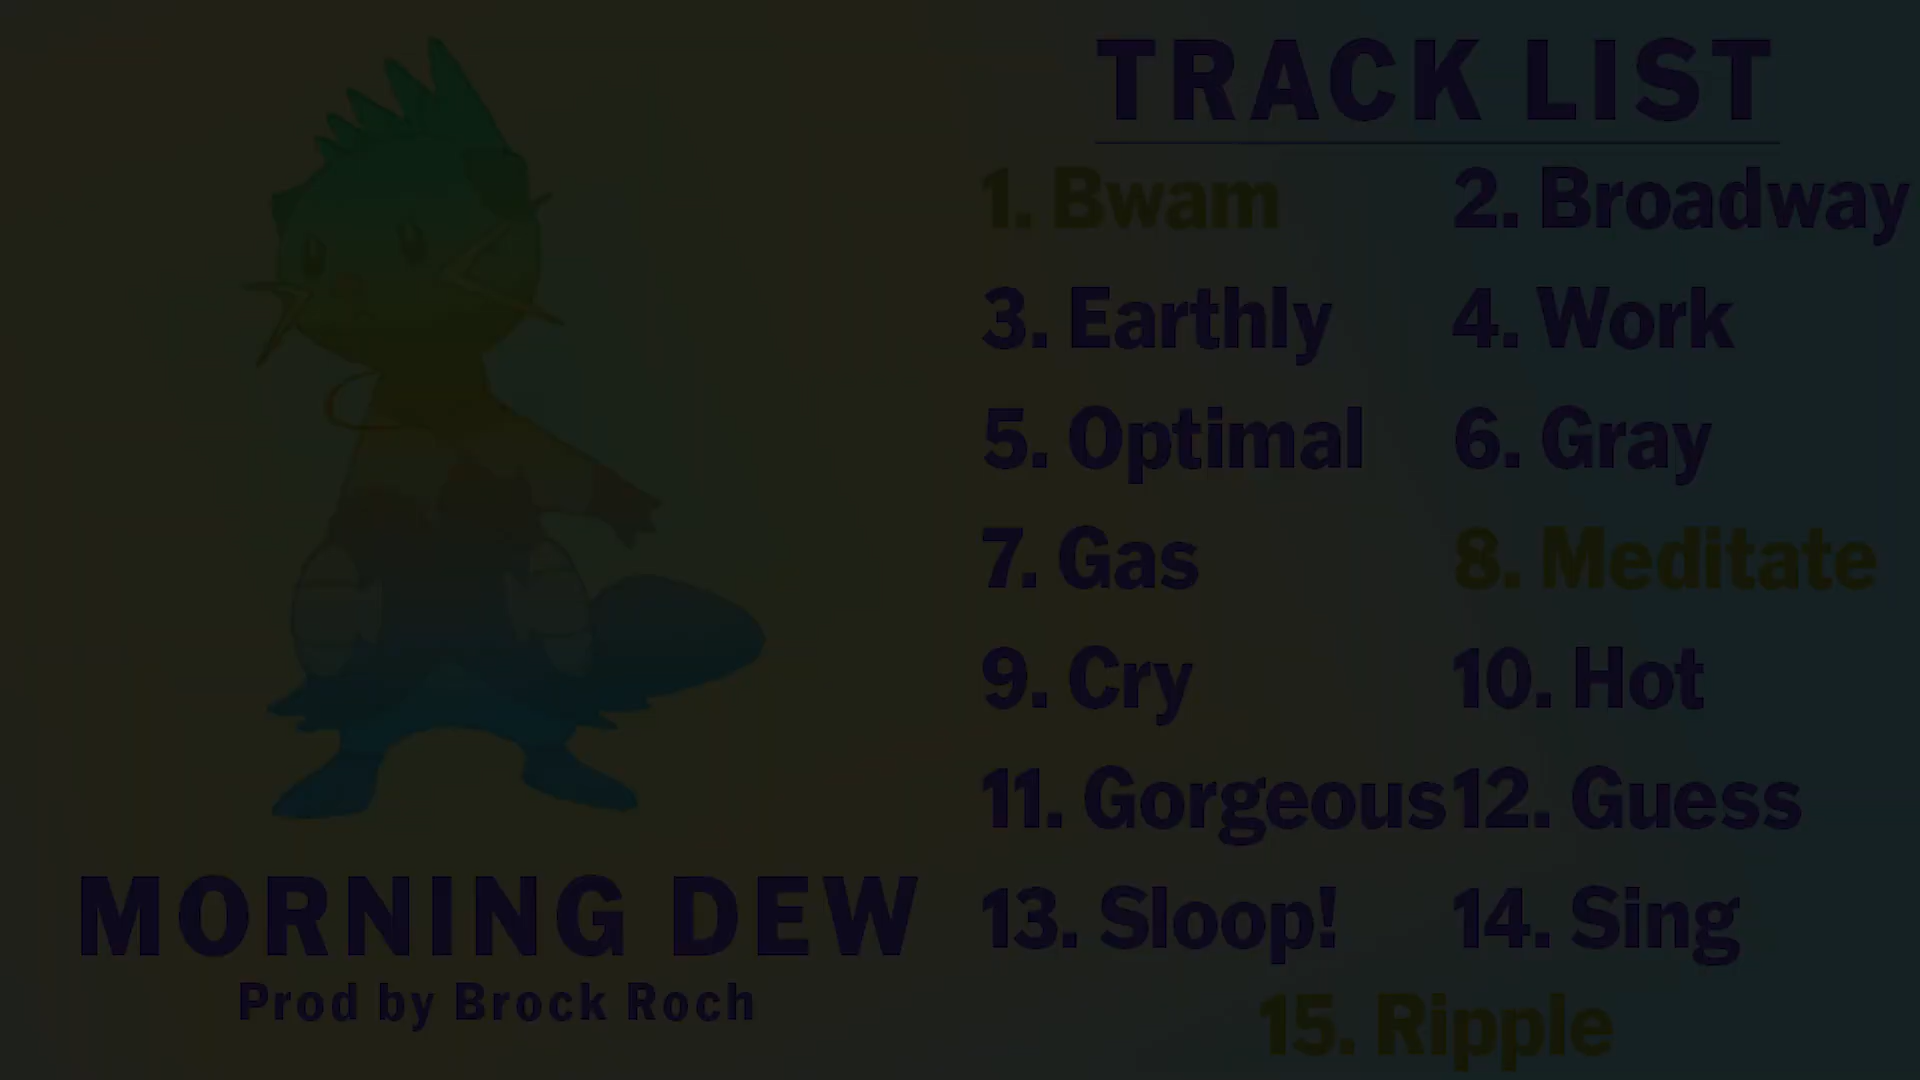 TRACK LIST
1. Bwam
2. Broadway
3. Earthly
4. Work
5. Optimal
6. Gray
7. Gas
8. Meditate
9. Cry
10. Hot
11. Gorgeous
12. Guess
13. Sloop!
14. Sing
15. Ripple
MORNING DEW
Prod by Brock Roch